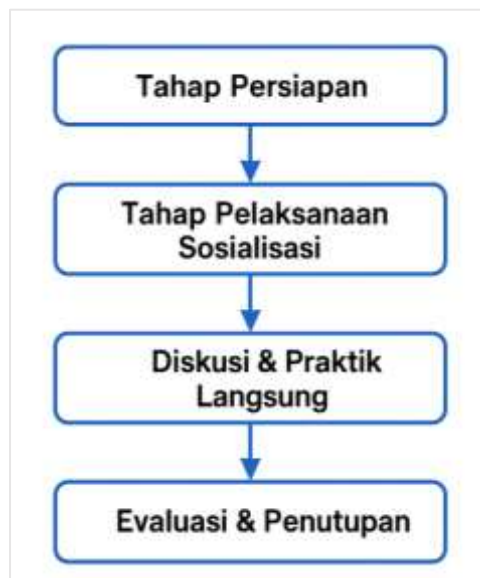 Tahap Persiapan
Tahap Pelaksanaan
Sosialisasi
Diskusi & Praktik
Langsung
Evaluasi & Penutupan